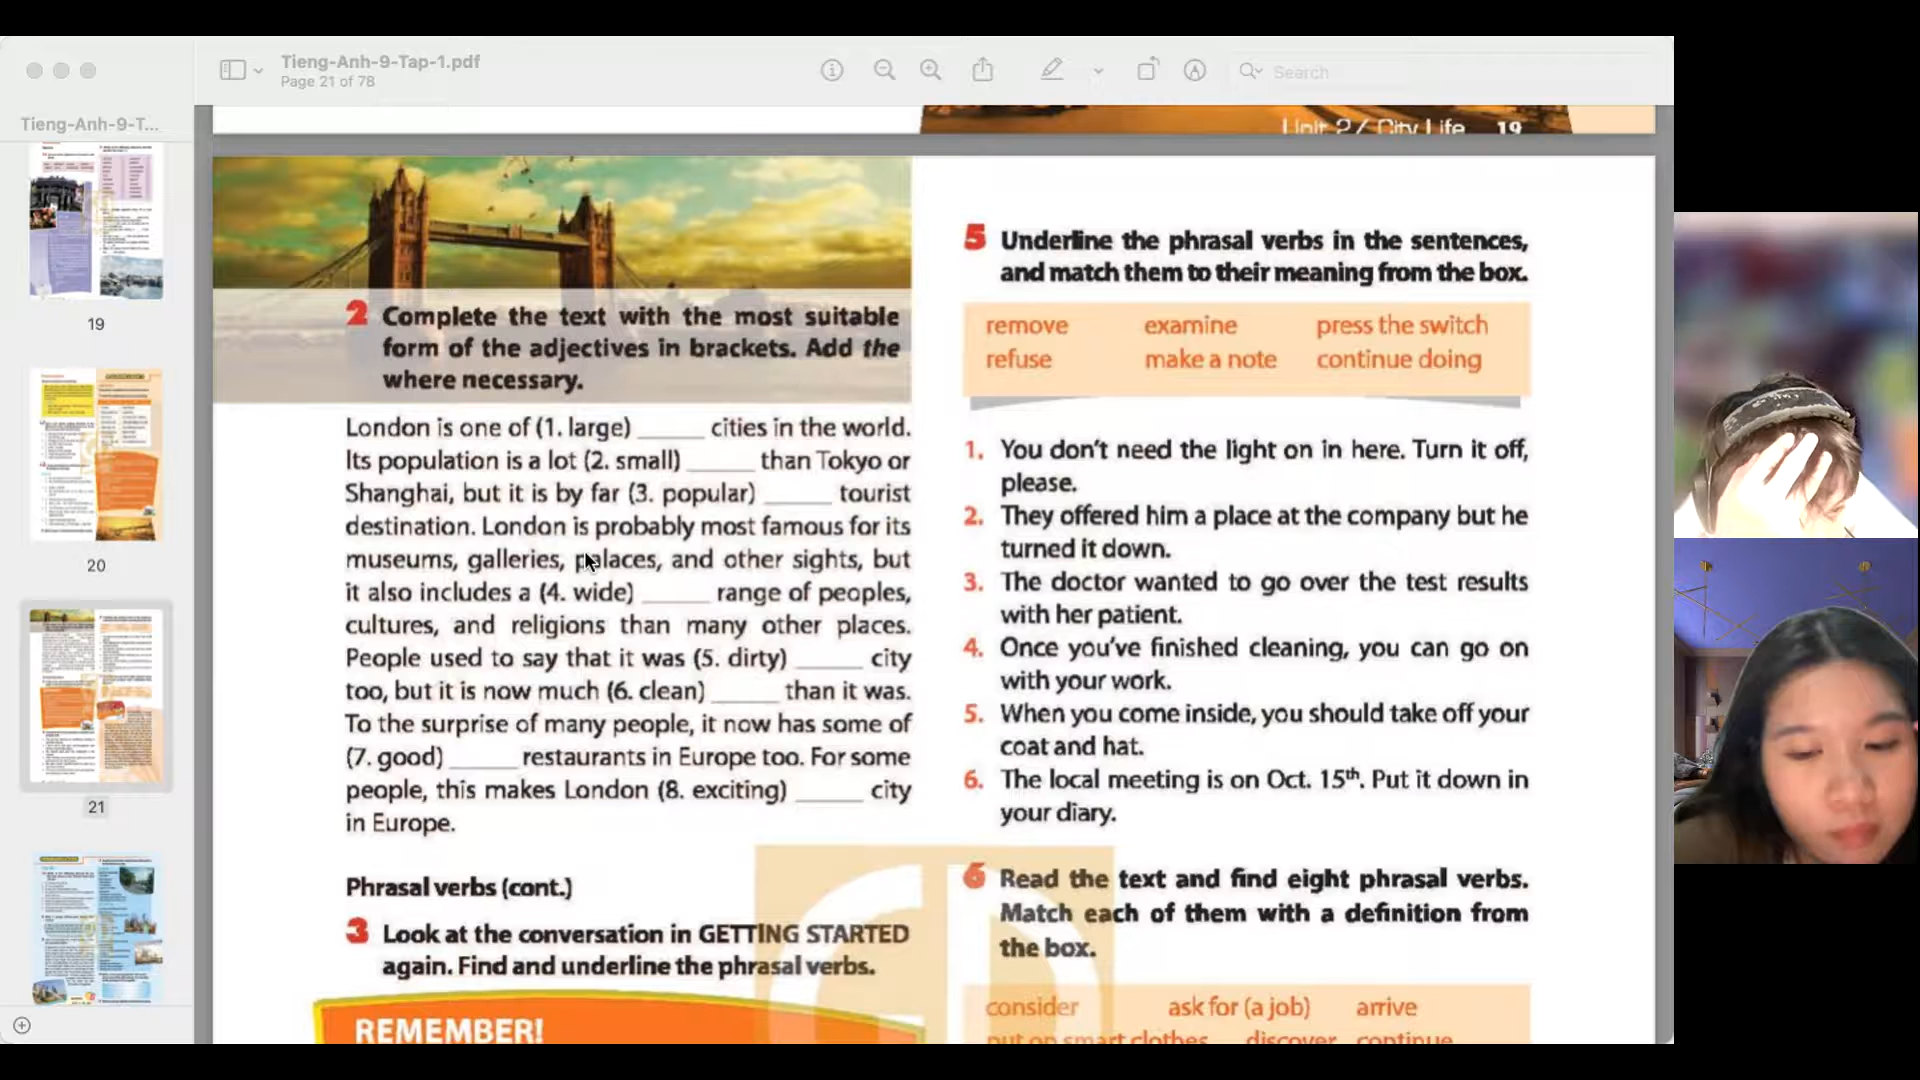 Tieng-Anh-9-Tap-1.pdf
Page 21 of 78
Search
Tieng-Anh-9-T...
19
20
21
Unit 2/ City Life 19
2 Complete the text with the most suitable
form of the adjectives in brackets. Add the
where necessary.
London is one of (1. large) ______ cities in the world.
Its population is a lot (2. small) ______ than Tokyo or
Shanghai, but it is by far (3. popular) ______ tourist
destination. London is probably most famous for its
museums, galleries, palaces, and other sights, but
it also includes a (4. wide) ______ range of peoples,
cultures, and religions than many other places.
People used to say that it was (5. dirty) ______ city
too, but it is now much (6. clean) ______ than it was.
To the surprise of many people, it now has some of
(7. good) ______ restaurants in Europe too. For some
people, this makes London (8. exciting) ______ city
in Europe.
Phrasal verbs (cont.)
3 Look at the conversation in GETTING STARTED
again. Find and underline the phrasal verbs.
REMEMBER!
5 Underline the phrasal verbs in the sentences,
and match them to their meaning from the box.
remove examine press the switch
refuse make a note continue doing
1. You don't need the light on in here. Turn it off,
please.
2. They offered him a place at the company but he
turned it down.
3. The doctor wanted to go over the test results
with her patient.
4. Once you've finished cleaning, you can go on
with your work.
5. When you come inside, you should take off your
coat and hat.
6. The local meeting is on Oct. 15th. Put it down in
your diary.
6 Read the text and find eight phrasal verbs.
Match each of them with a definition from
the box.
consider ask for (a job) arrive
put on smart clothes discover continue